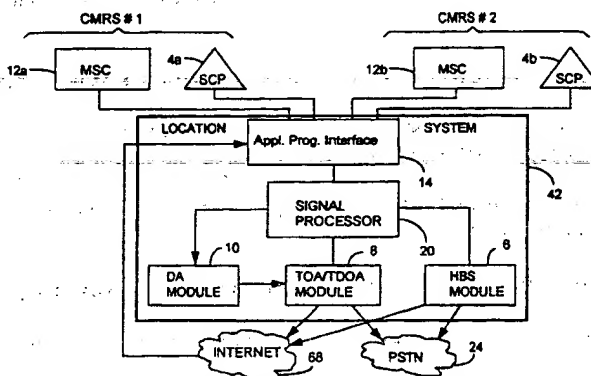 CMRS # 1
CMRS # 2
12a
MSC
4a
SCP
12b
MSC
4b
SCP
LOCATION
SYSTEM
Appl. Prog. Interface
14
42
SIGNAL
PROCESSOR
20
10
8
6
DA
MODULE
TOA/TDOA
MODULE
HBS
MODULE
INTERNET
68
PSTN
24